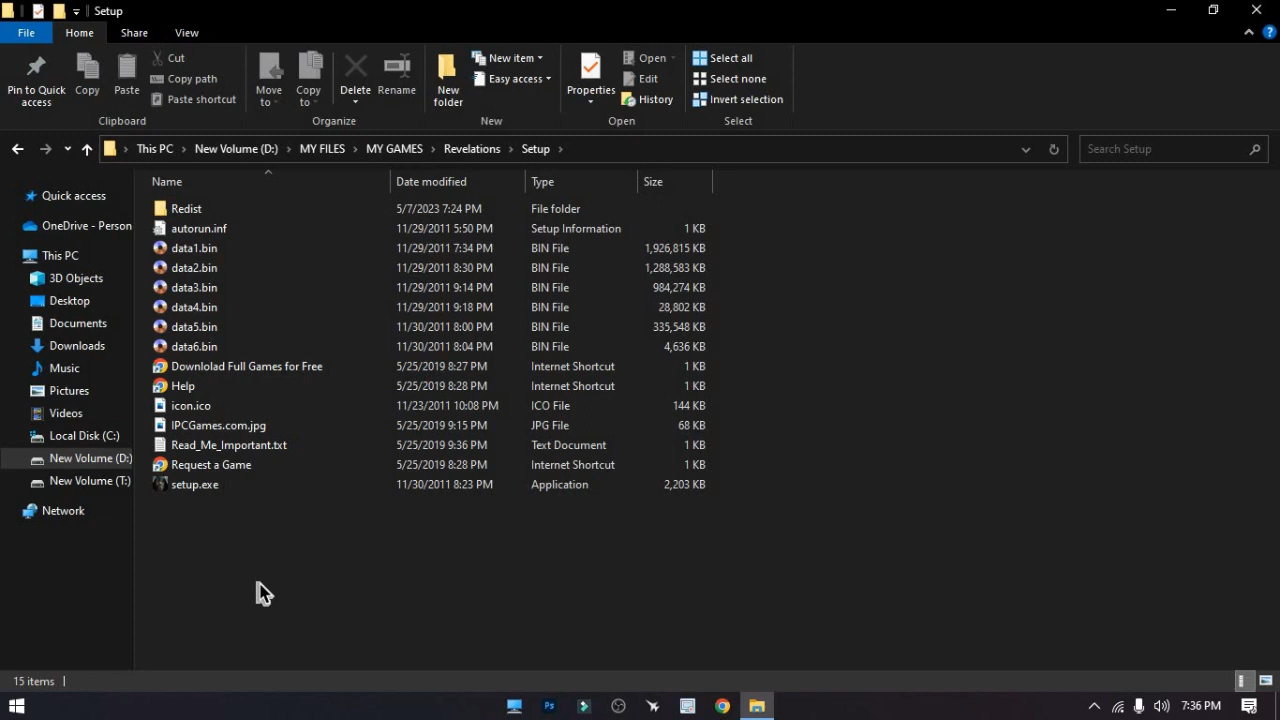 Setup
File Home Share View
Pin to Quick access
Copy
Paste
Cut
Copy path
Paste shortcut
Clipboard
Move to
Copy to
Delete
Rename
Organize
New folder
New item
Easy access
New
Properties
Open
Edit
History
Open
Select all
Select none
Invert selection
Select
This PC New Volume (D:) MY FILES MY GAMES Revelations Setup
Search Setup
Quick access
OneDrive - Person
This PC
3D Objects
Desktop
Documents
Downloads
Music
Pictures
Videos
Local Disk (C:)
New Volume (D:)
New Volume (T:)
Network
Name Date modified Type Size
Redist 5/7/2023 7:24 PM File folder
autorun.inf 11/29/2011 5:50 PM Setup Information 1 KB
data1.bin 11/29/2011 7:34 PM BIN File 1,926,815 KB
data2.bin 11/29/2011 8:30 PM BIN File 1,288,583 KB
data3.bin 11/29/2011 9:14 PM BIN File 984,274 KB
data4.bin 11/29/2011 9:18 PM BIN File 28,802 KB
data5.bin 11/30/2011 8:00 PM BIN File 335,548 KB
data6.bin 11/30/2011 8:04 PM BIN File 4,636 KB
Downlolad Full Games for Free 5/25/2019 8:27 PM Internet Shortcut 1 KB
Help 5/25/2019 8:28 PM Internet Shortcut 1 KB
icon.ico 11/23/2011 10:08 PM ICO File 144 KB
IPCGames.com.jpg 5/25/2019 9:15 PM JPG File 68 KB
Read_Me_Important.txt 5/25/2019 9:36 PM Text Document 1 KB
Request a Game 5/25/2019 8:28 PM Internet Shortcut 1 KB
setup.exe 11/30/2011 8:23 PM Application 2,203 KB
15 items
Ps
7:36 PM